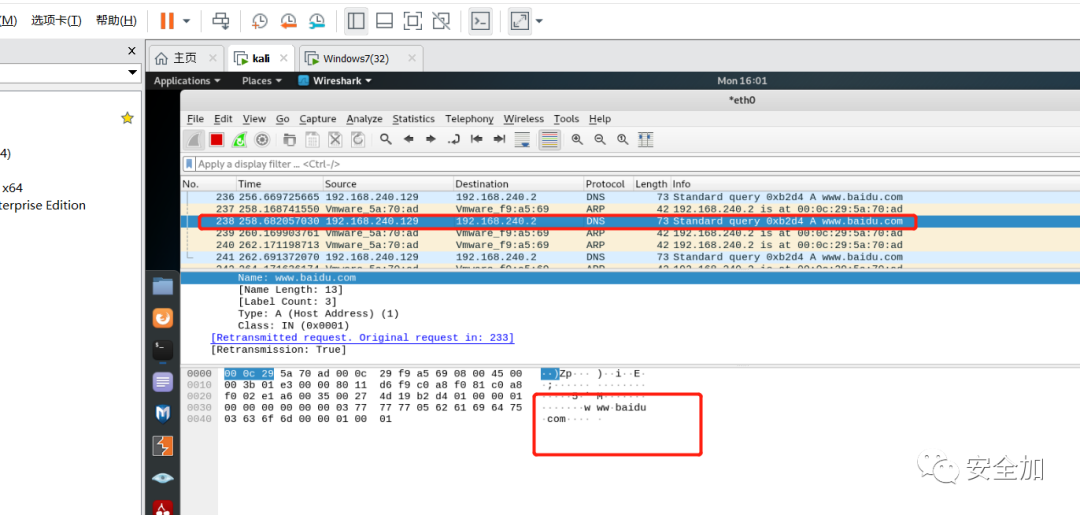 (M) 选项卡(T) 帮助(H)
x
主页 × kali × Windows7(32) ×
Applications Places Wireshark Mon 16:01
*eth0
4)
x64
terprise Edition
File Edit View Go Capture Analyze Statistics Telephony Wireless Tools Help
Apply a display filter ... <Ctrl-/>
No. Time Source Destination Protocol Length Info
236 256.669725665 192.168.240.129 192.168.240.2 DNS 73 Standard query 0xb2d4 A www.baidu.com
237 258.168741550 Vmware_5a:70:ad Vmware_f9:a5:69 ARP 42 192.168.240.2 is at 00:0c:29:5a:70:ad
238 258.682057030 192.168.240.129 192.168.240.2 DNS 73 Standard query 0xb2d4 A www.baidu.com
239 260.169903761 Vmware_5a:70:ad Vmware_f9:a5:69 ARP 42 192.168.240.2 is at 00:0c:29:5a:70:ad
240 262.171198713 Vmware_5a:70:ad Vmware_f9:a5:69 ARP 42 192.168.240.2 is at 00:0c:29:5a:70:ad
241 262.691372070 192.168.240.129 192.168.240.2 DNS 73 Standard query 0xb2d4 A www.baidu.com
Name: www.baidu.com
[Name Length: 13]
[Label Count: 3]
Type: A (Host Address) (1)
Class: IN (0x0001)
[Retransmitted request. Original request in: 233]
[Retransmission: True]
0000 00 0c 29 5a 70 ad 00 0c 29 f9 a5 69 08 00 45 00 ··)Zp··· )··i··E·
0010 00 3b 01 e3 00 00 80 11 d6 f9 c0 a8 f0 81 c0 a8 ·;······ ········
0020 f0 02 e1 a6 00 35 00 27 4d 19 b2 d4 01 00 00 01 ·····5·' M·······
0030 00 00 00 00 00 00 03 77 77 77 05 62 61 69 64 75 ·······w ww·baidu
0040 03 63 6f 6d 00 00 01 00 01 ·com···· ·
安全加